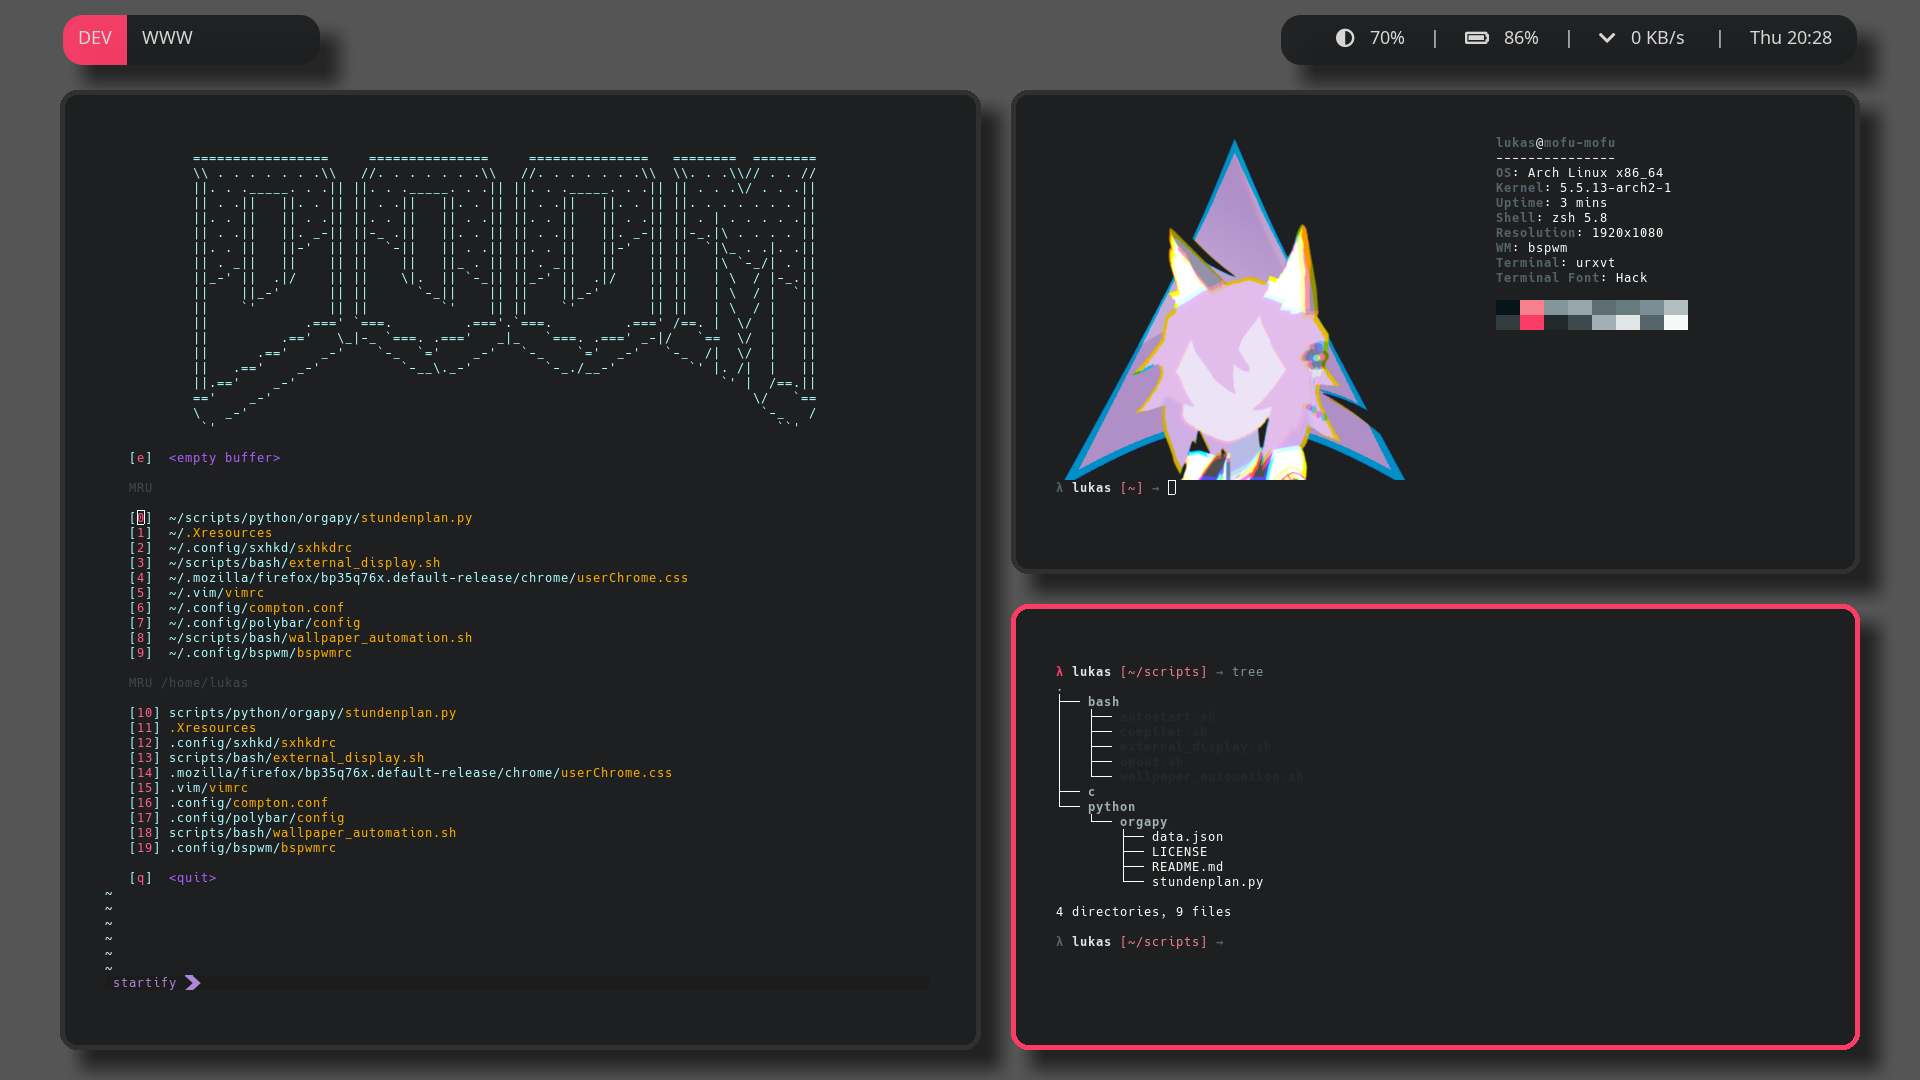 DEV WWW
70% | 86% | 0 KB/s | Thu 20:28
[e] <empty buffer>
MRU
[0] ~/scripts/python/orgapy/stundenplan.py
[1] ~/.Xresources
[2] ~/.config/sxhkd/sxhkdrc
[3] ~/scripts/bash/external_display.sh
[4] ~/.mozilla/firefox/bp35q76x.default-release/chrome/userChrome.css
[5] ~/.vim/vimrc
[6] ~/.config/compton.conf
[7] ~/.config/polybar/config
[8] ~/scripts/bash/wallpaper_automation.sh
[9] ~/.config/bspwm/bspwmrc
MRU /home/lukas
[10] scripts/python/orgapy/stundenplan.py
[11] .Xresources
[12] .config/sxhkd/sxhkdrc
[13] scripts/bash/external_display.sh
[14] .mozilla/firefox/bp35q76x.default-release/chrome/userChrome.css
[15] .vim/vimrc
[16] .config/compton.conf
[17] .config/polybar/config
[18] scripts/bash/wallpaper_automation.sh
[19] .config/bspwm/bspwmrc
[q] <quit>
~
~
~
~
~
~
startify
lukas@mofu-mofu
---------------
OS: Arch Linux x86_64
Kernel: 5.5.13-arch2-1
Uptime: 3 mins
Shell: zsh 5.8
Resolution: 1920x1080
WM: bspwm
Terminal: urxvt
Terminal Font: Hack
λ lukas [~] →
λ lukas [~/scripts] → tree
.
├── bash
│   ├── autostart.sh
│   ├── compiler.sh
│   ├── external_display.sh
│   ├── opout.sh
│   └── wallpaper_automation.sh
├── c
└── python
    └── orgapy
        ├── data.json
        ├── LICENSE
        ├── README.md
        └── stundenplan.py
4 directories, 9 files
λ lukas [~/scripts] →